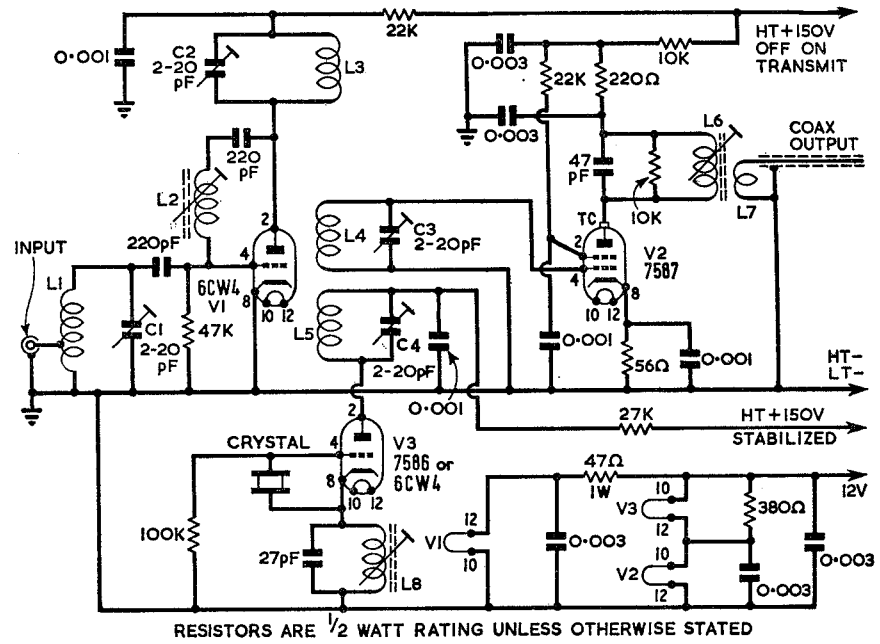 22K
HT+150V
OFF ON
TRANSMIT
0·001
C2
2-20
pF
L3
0·003
22K
220Ω
10K
0·003
220
pF
L2
L6
COAX
OUTPUT
47
pF
10K
L7
TC
2
4
8
10 12
V2
7587
L4
C3
2-20pF
INPUT
L1
220pF
2
4
8
10 12
6CW4
V1
C1
2-20
pF
47K
L5
C4
2-20pF
0·001
0·001
56Ω
0·001
HT-
LT-
27K
HT+150V
STABILIZED
CRYSTAL
2
4
8
10 12
V3
7586 or
6CW4
100K
27pF
L8
V1
12
10
47Ω
1W
0·003
V3
10
12
V2
10
12
380Ω
0·003
0·003
12V
RESISTORS ARE 1/2 WATT RATING UNLESS OTHERWISE STATED